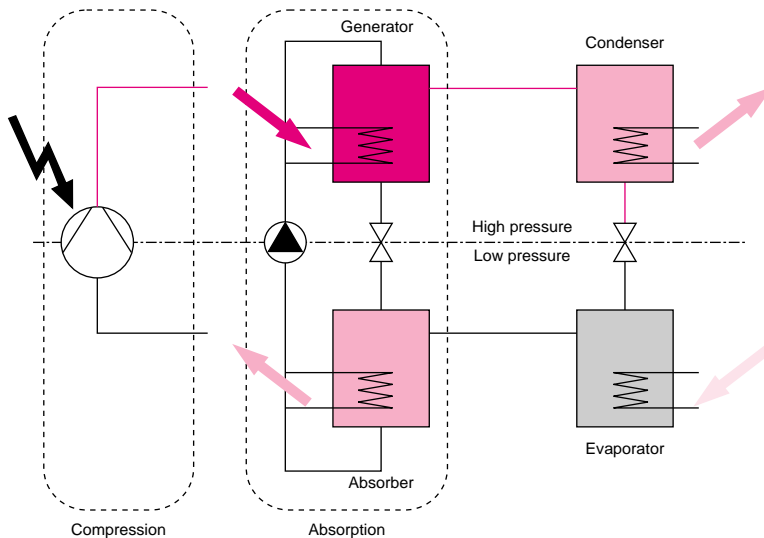 Generator
Condenser
High pressure
Low pressure
Absorber
Evaporator
Compression
Absorption